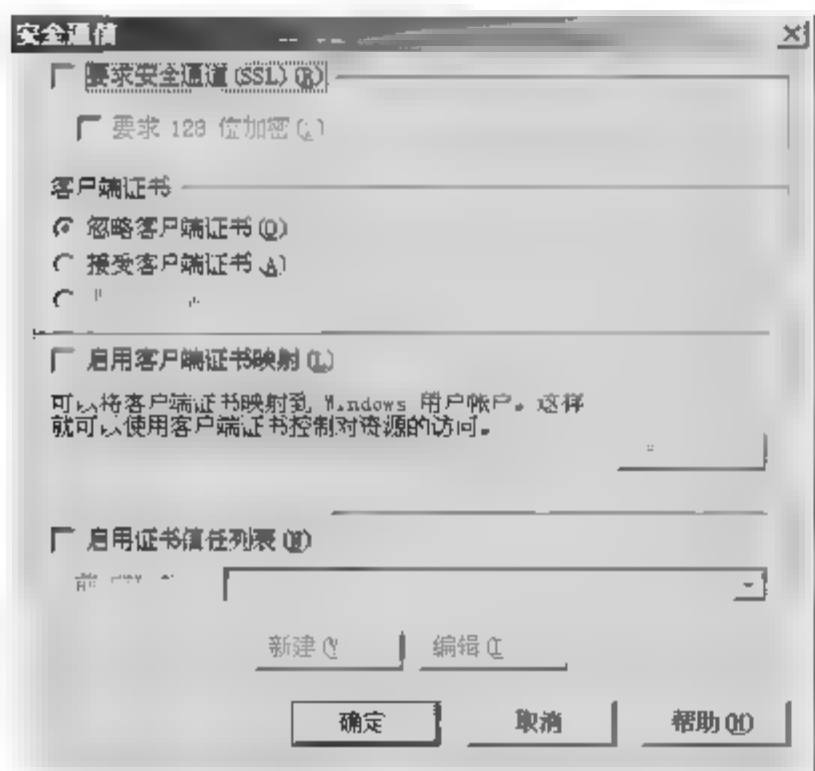 安全通信
要求安全通道(SSL)(R)
要求 128 位加密
客户端证书
忽略客户端证书
接受客户端证书(A)
启用客户端证书映射
可以将客户端证书映射到 Windows 用户帐户。这样
就可以使用客户端证书控制对资源的访问。
启用证书信任列表
新建
编辑
确定
取消
帮助(H)